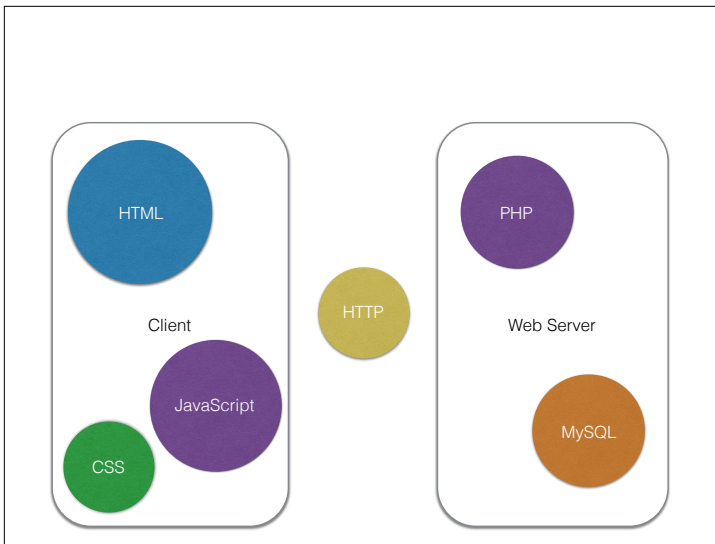 HTML
PHP
HTTP
Client
Web Server
JavaScript
MySQL
CSS